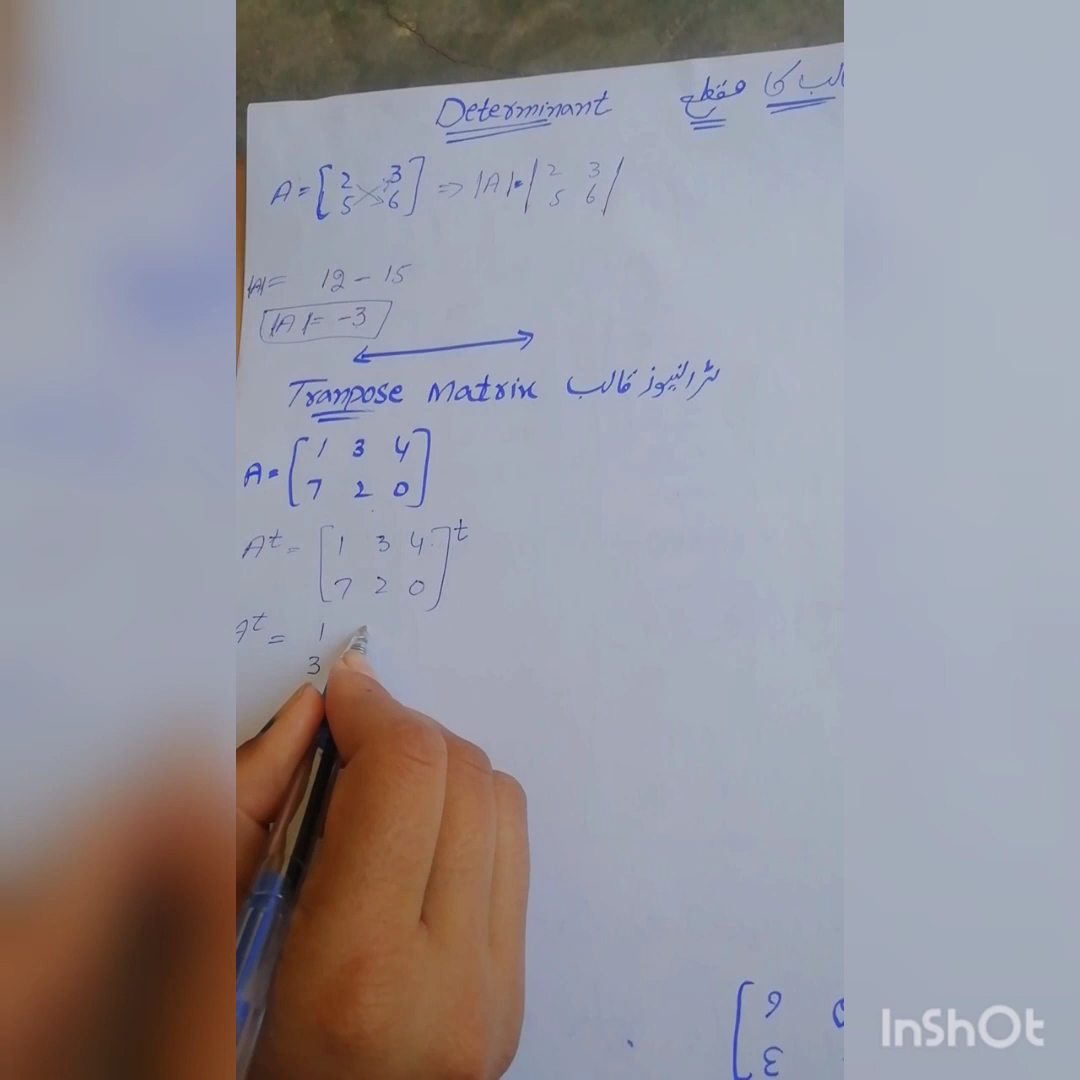 Determinant مقطع کا
A = [2 3 5 6] => |A| = |2 3 5 6|
|A| = 12 - 15
|A| = -3
Tranpose Matrix ٹرانپوز قالب
A = [1 3 4
7 2 0]
Aᵗ = [1 3 4
7 2 0]ᵗ
Aᵗ = 1
3
InShOt